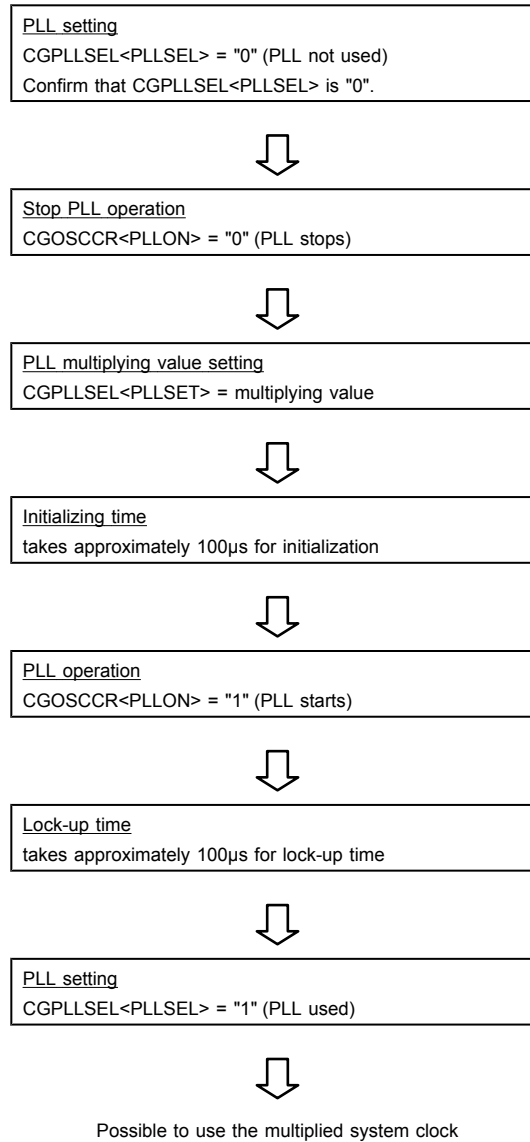 PLL setting
CGPLLSEL<PLLSEL> = "0" (PLL not used)
Confirm that CGPLLSEL<PLLSEL> is "0".
Stop PLL operation
CGOSCCR<PLLON> = "0" (PLL stops)
PLL multiplying value setting
CGPLLSEL<PLLSET> = multiplying value
Initializing time
takes approximately 100μs for initialization
PLL operation
CGOSCCR<PLLON> = "1" (PLL starts)
Lock-up time
takes approximately 100μs for lock-up time
PLL setting
CGPLLSEL<PLLSEL> = "1" (PLL used)
Possible to use the multiplied system clock